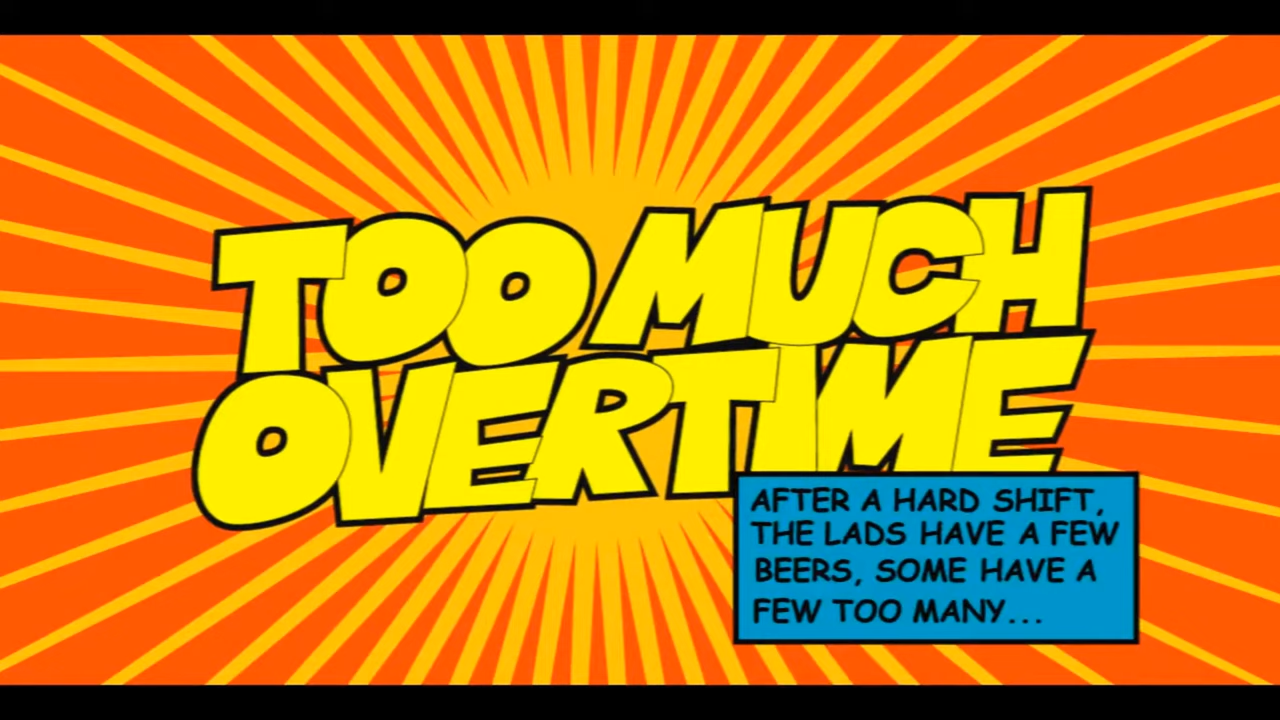 TOO MUCH
OVERTIME
AFTER A HARD SHIFT,
THE LADS HAVE A FEW
BEERS, SOME HAVE A
FEW TOO MANY...